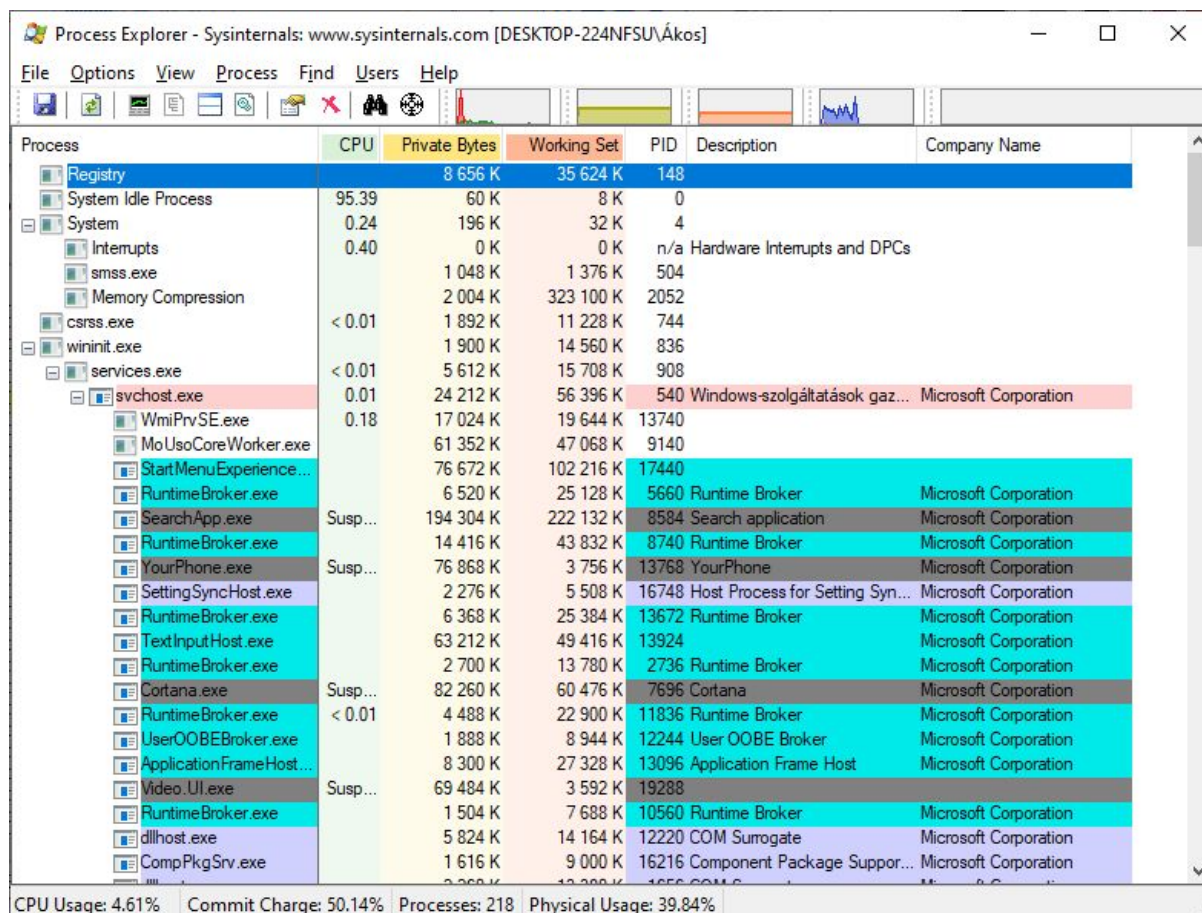 Process Explorer - Sysinternals: www.sysinternals.com [DESKTOP-224NFSU\Ákos]
File Options View Process Find Users Help
Process CPU Private Bytes Working Set PID Description Company Name
Registry 8 656 K 35 624 K 148
System Idle Process 95.39 60 K 8 K 0
System 0.24 196 K 32 K 4
Interrupts 0.40 0 K 0 K n/a Hardware Interrupts and DPCs
smss.exe 1 048 K 1 376 K 504
Memory Compression 2 004 K 323 100 K 2052
csrss.exe < 0.01 1 892 K 11 228 K 744
wininit.exe 1 900 K 14 560 K 836
services.exe < 0.01 5 612 K 15 708 K 908
svchost.exe 0.01 24 212 K 56 396 K 540 Windows-szolgáltatások gaz... Microsoft Corporation
WmiPrvSE.exe 0.18 17 024 K 19 644 K 13740
MoUsoCoreWorker.exe 61 352 K 47 068 K 9140
StartMenuExperience... 76 672 K 102 216 K 17440
RuntimeBroker.exe 6 520 K 25 128 K 5660 Runtime Broker Microsoft Corporation
SearchApp.exe Susp... 194 304 K 222 132 K 8584 Search application Microsoft Corporation
RuntimeBroker.exe 14 416 K 43 832 K 8740 Runtime Broker Microsoft Corporation
YourPhone.exe Susp... 76 868 K 3 756 K 13768 YourPhone Microsoft Corporation
SettingSyncHost.exe 2 276 K 5 508 K 16748 Host Process for Setting Syn... Microsoft Corporation
RuntimeBroker.exe 6 368 K 25 384 K 13672 Runtime Broker Microsoft Corporation
TextInputHost.exe 63 212 K 49 416 K 13924 Microsoft Corporation
RuntimeBroker.exe 2 700 K 13 780 K 2736 Runtime Broker Microsoft Corporation
Cortana.exe Susp... 82 260 K 60 476 K 7696 Cortana Microsoft Corporation
RuntimeBroker.exe < 0.01 4 488 K 22 900 K 11836 Runtime Broker Microsoft Corporation
UserOOBEBroker.exe 1 888 K 8 944 K 12244 User OOBE Broker Microsoft Corporation
ApplicationFrameHost... 8 300 K 27 328 K 13096 Application Frame Host Microsoft Corporation
Video.UI.exe Susp... 69 484 K 3 592 K 19288
RuntimeBroker.exe 1 504 K 7 688 K 10560 Runtime Broker Microsoft Corporation
dllhost.exe 5 824 K 14 164 K 12220 COM Surrogate Microsoft Corporation
CompPkgSrv.exe 1 616 K 9 000 K 16216 Component Package Suppor... Microsoft Corporation
CPU Usage: 4.61% Commit Charge: 50.14% Processes: 218 Physical Usage: 39.84%